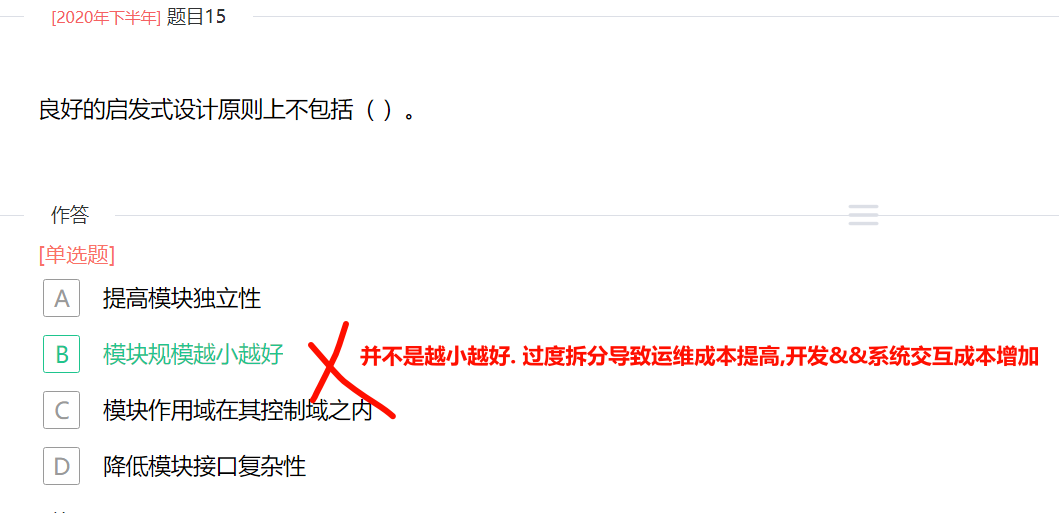 [2020年下半年] 题目15
良好的启发式设计原则上不包括（ ）。
作答
[单选题]
A 提高模块独立性
B 模块规模越小越好 并不是越小越好. 过度拆分导致运维成本提高,开发&&系统交互成本增加
C 模块作用域在其控制域之内
D 降低模块接口复杂性